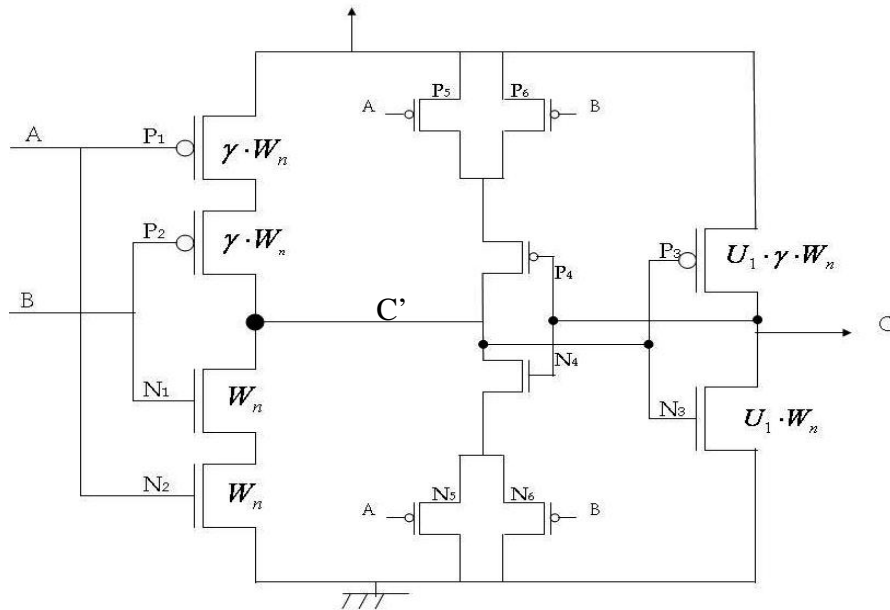 P₅ P₆
A B
A P₁ γ·Wₙ
P₂ γ·Wₙ
P₃ U₁·γ·Wₙ
P₄
B C' C
N₁ Wₙ N₄
N₃ U₁·Wₙ
N₂ Wₙ
N₅ N₆
A B